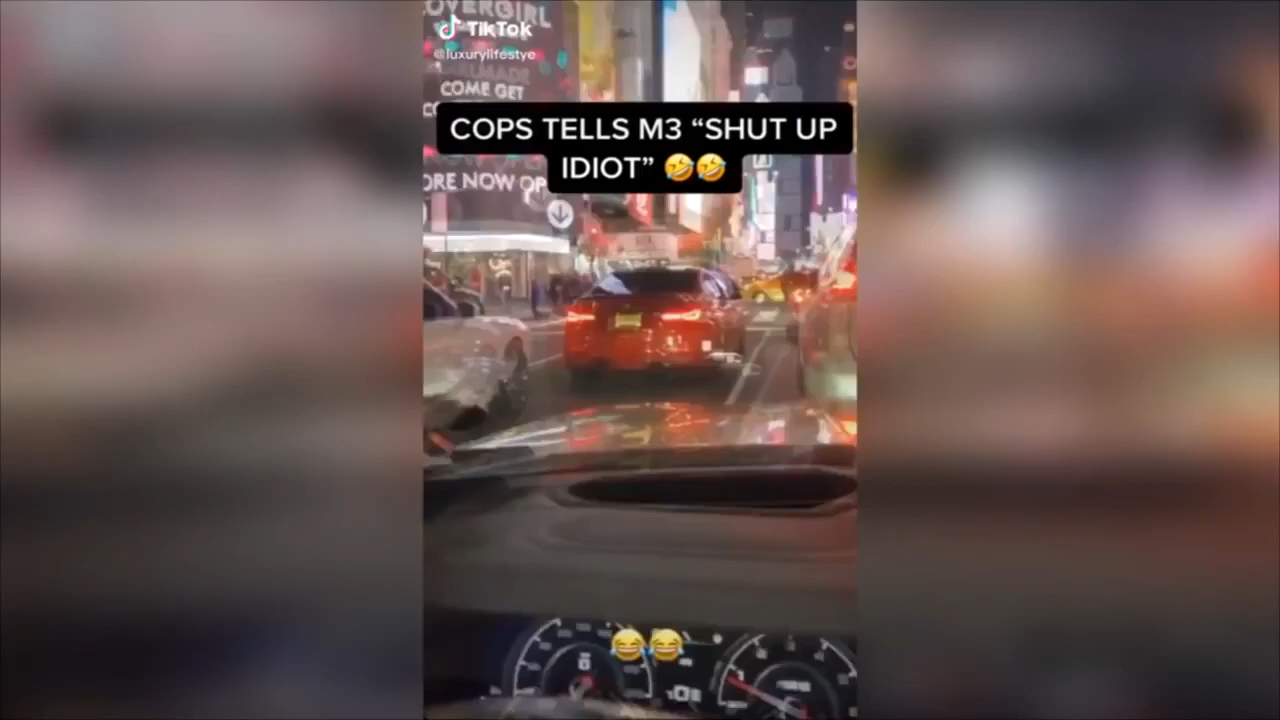 OVERGIRL
TikTok
@luxurylifestye
COME GET
COPS TELLS M3 “SHUT UP
IDIOT” 🤣🤣
ORE NOW OP
😂😂